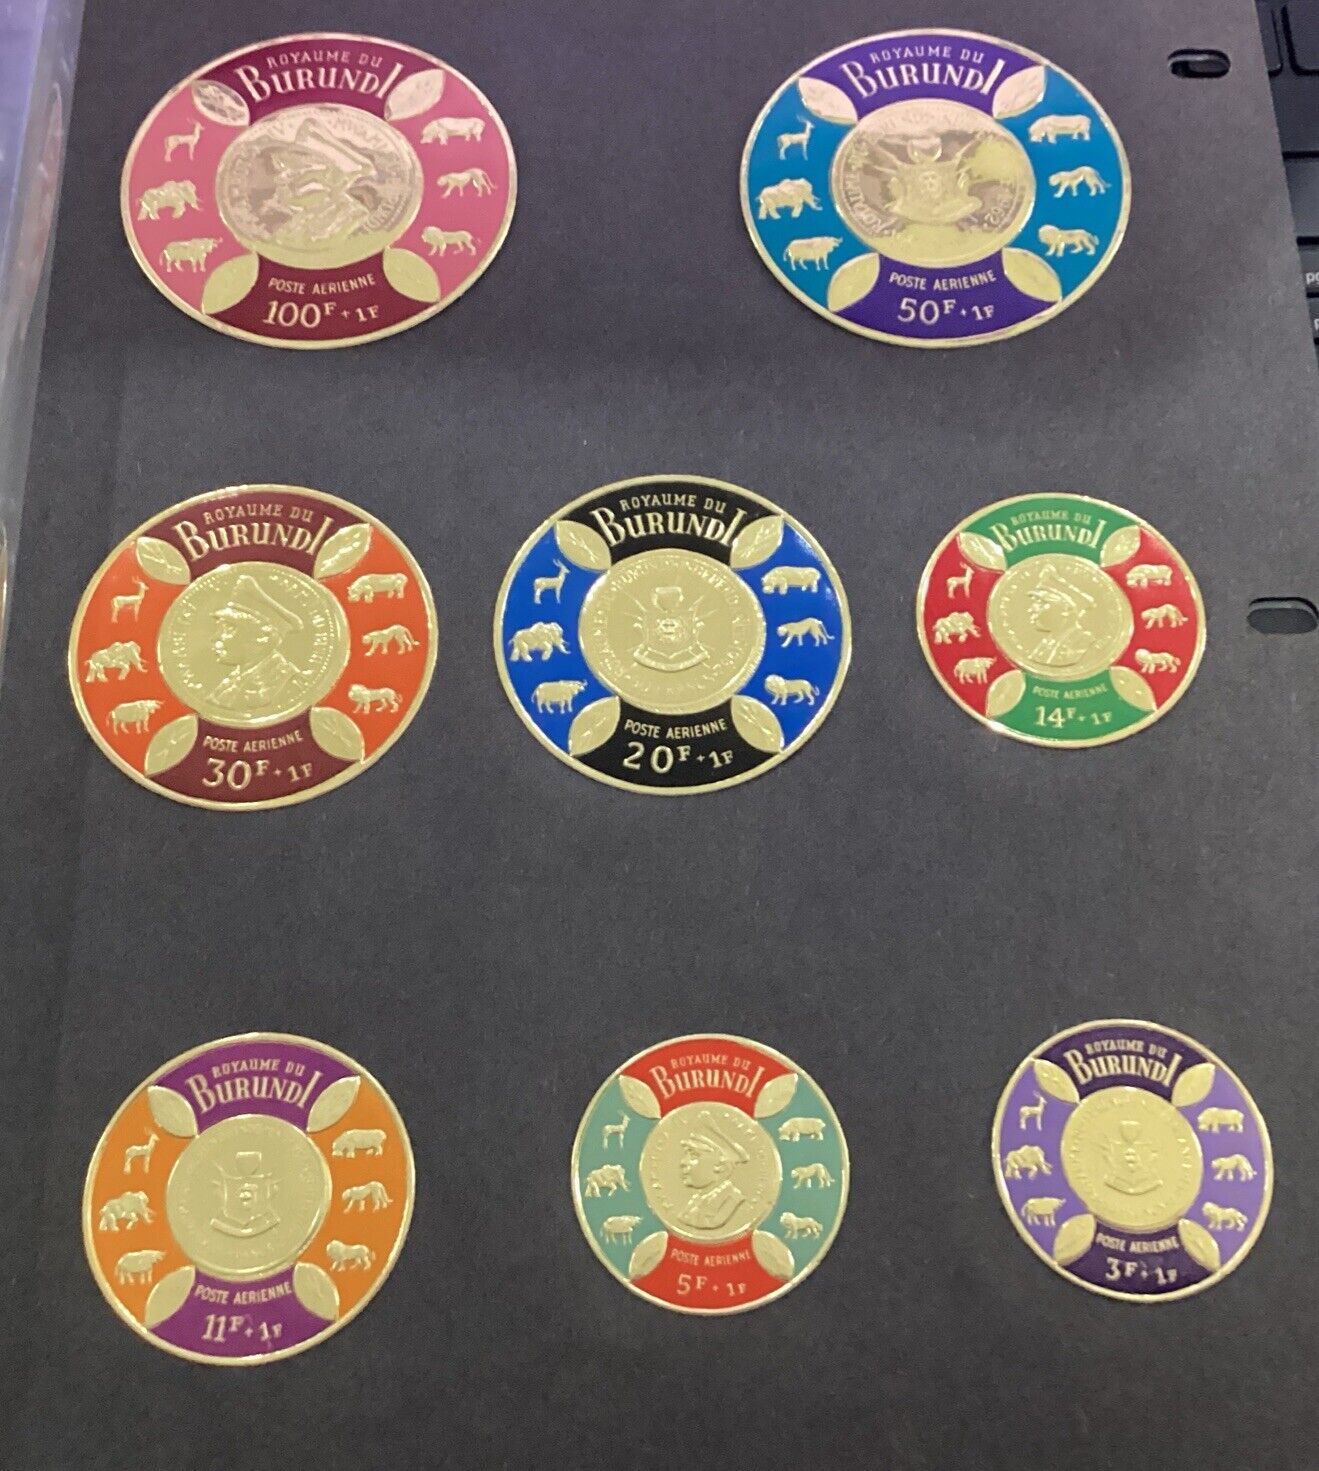 ROYAUME DU
BURUNDI
POSTE AERIENNE
100F + 1F
ROYAUME DU
BURUNDI
POSTE AERIENNE
50F + 1F
ROYAUME DU
BURUNDI
POSTE AERIENNE
30F + 1F
ROYAUME DU
BURUNDI
POSTE AERIENNE
20F + 1F
ROYAUME DU
BURUNDI
POSTE AERIENNE
14F + 1F
ROYAUME DU
BURUNDI
POSTE AERIENNE
11F + 1F
ROYAUME DU
BURUNDI
POSTE AERIENNE
5F + 1F
ROYAUME DU
BURUNDI
POSTE AERIENNE
3F + 1F